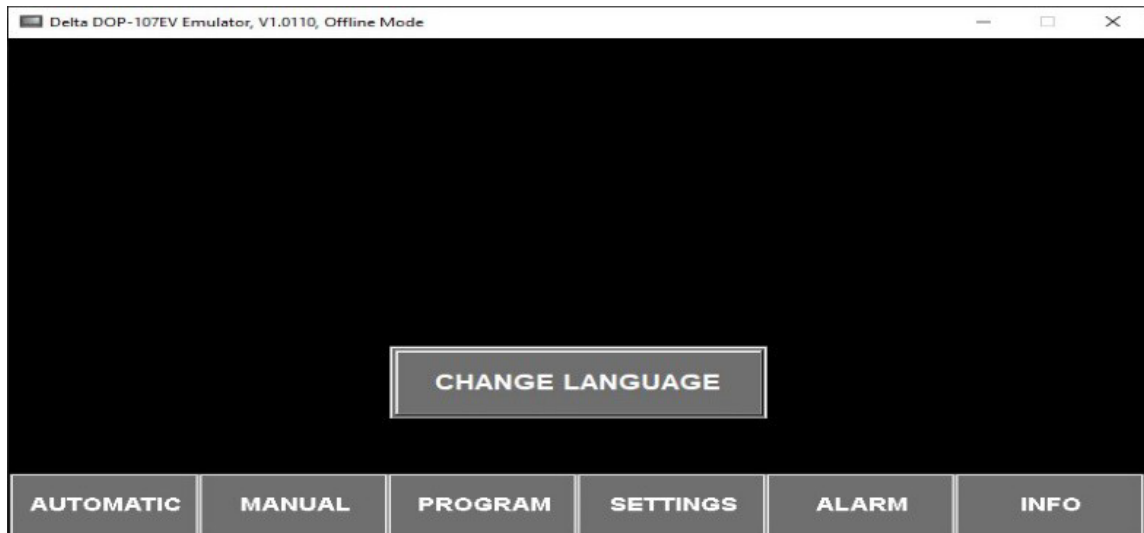 Delta DOP-107EV Emulator, V1.0110, Offline Mode
CHANGE LANGUAGE
AUTOMATIC MANUAL PROGRAM SETTINGS ALARM INFO